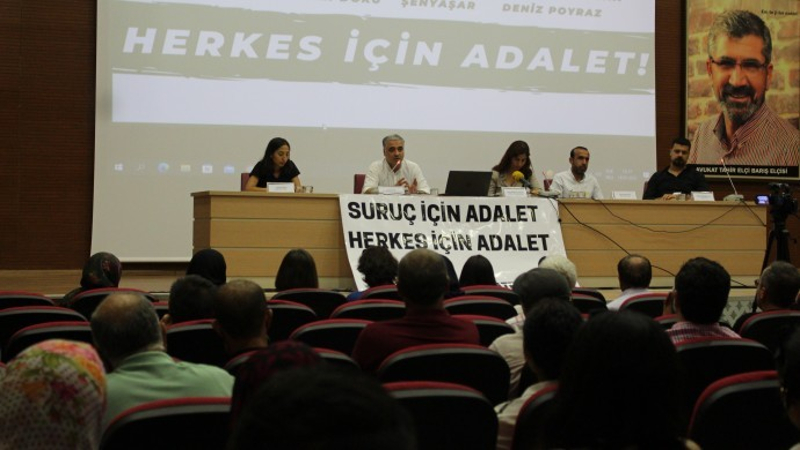 ŞENYAŞAR
DENİZ POYRAZ
HERKES İÇİN ADALET!
AVUKAT TAHİR ELÇİ BARIŞ ELÇİSİ
SURUÇ İÇİN ADALET
HERKES İÇİN ADALET